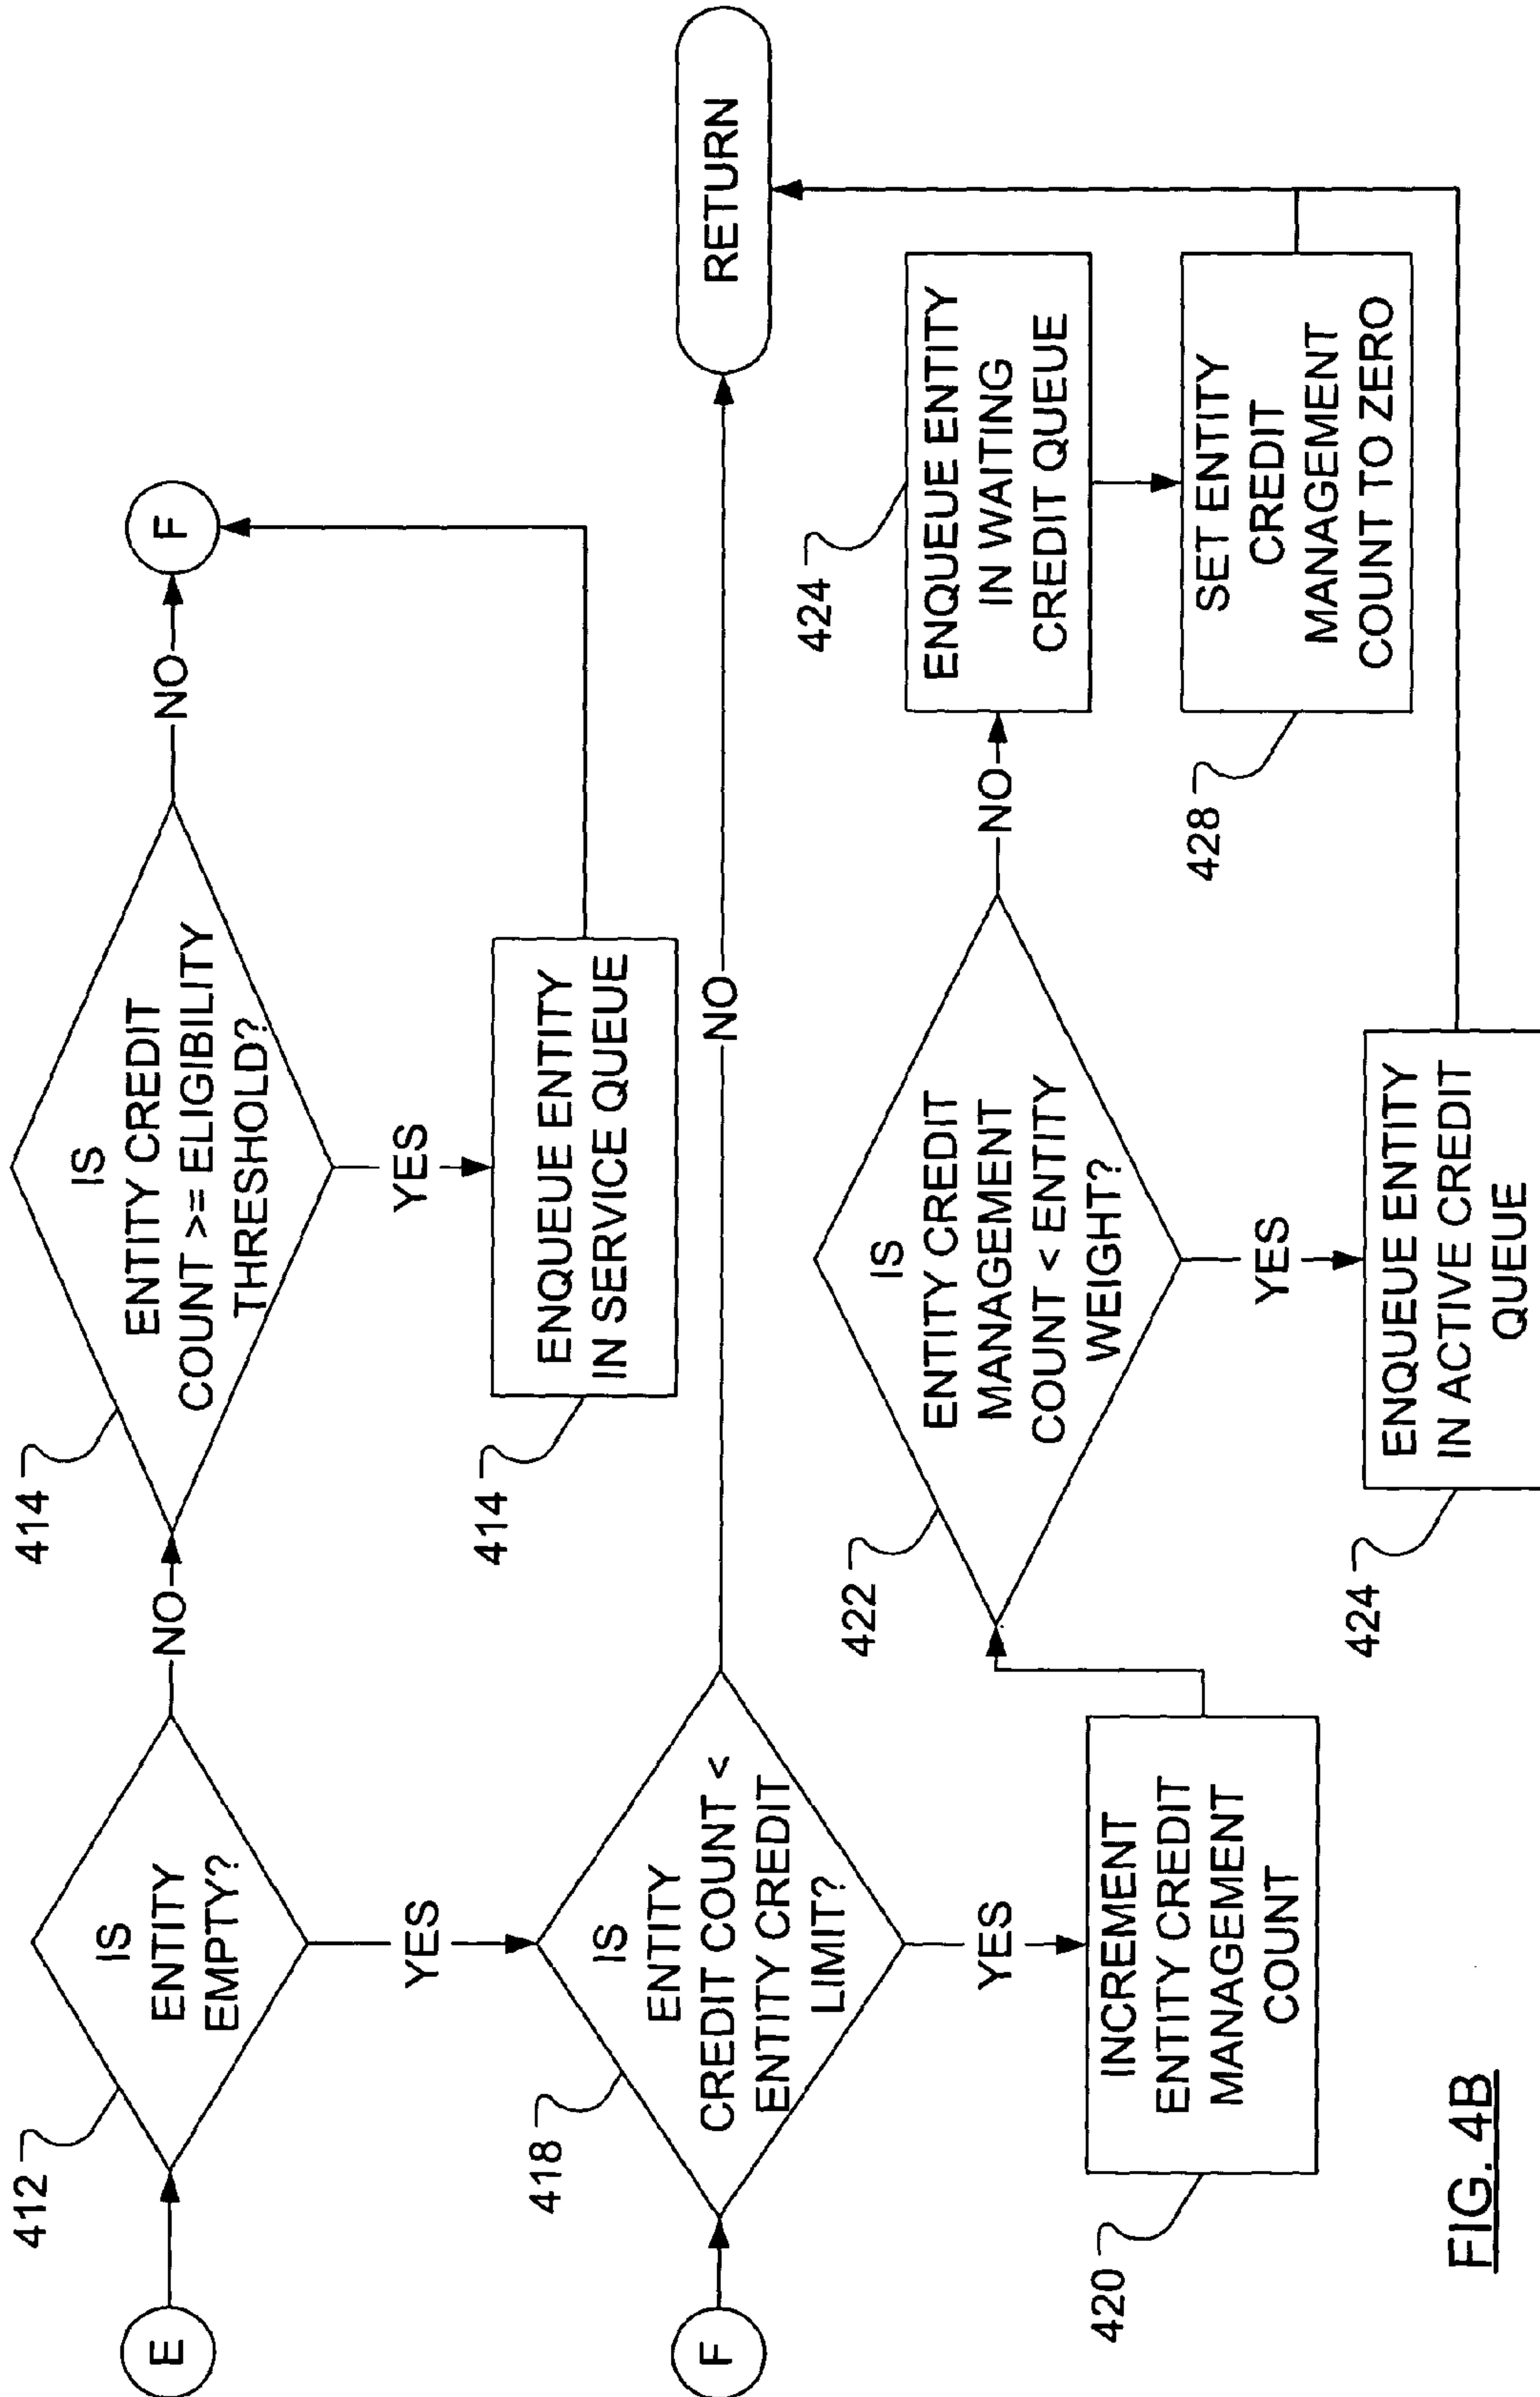 E
412
IS
ENTITY
EMPTY?
NO
YES
414
IS
ENTITY CREDIT
COUNT >= ELIGIBILITY
THRESHOLD?
NO
F
YES
414
ENQUEUE ENTITY
IN SERVICE QUEUE
F
418
IS
ENTITY
CREDIT COUNT <
ENTITY CREDIT
LIMIT?
NO
RETURN
YES
420
INCREMENT
ENTITY CREDIT
MANAGEMENT
COUNT
422
IS
ENTITY CREDIT
MANAGEMENT
COUNT < ENTITY
WEIGHT?
NO
YES
424
ENQUEUE ENTITY
IN WAITING
CREDIT QUEUE
428
SET ENTITY
CREDIT
MANAGEMENT
COUNT TO ZERO
424
ENQUEUE ENTITY
IN ACTIVE CREDIT
QUEUE
FIG. 4B